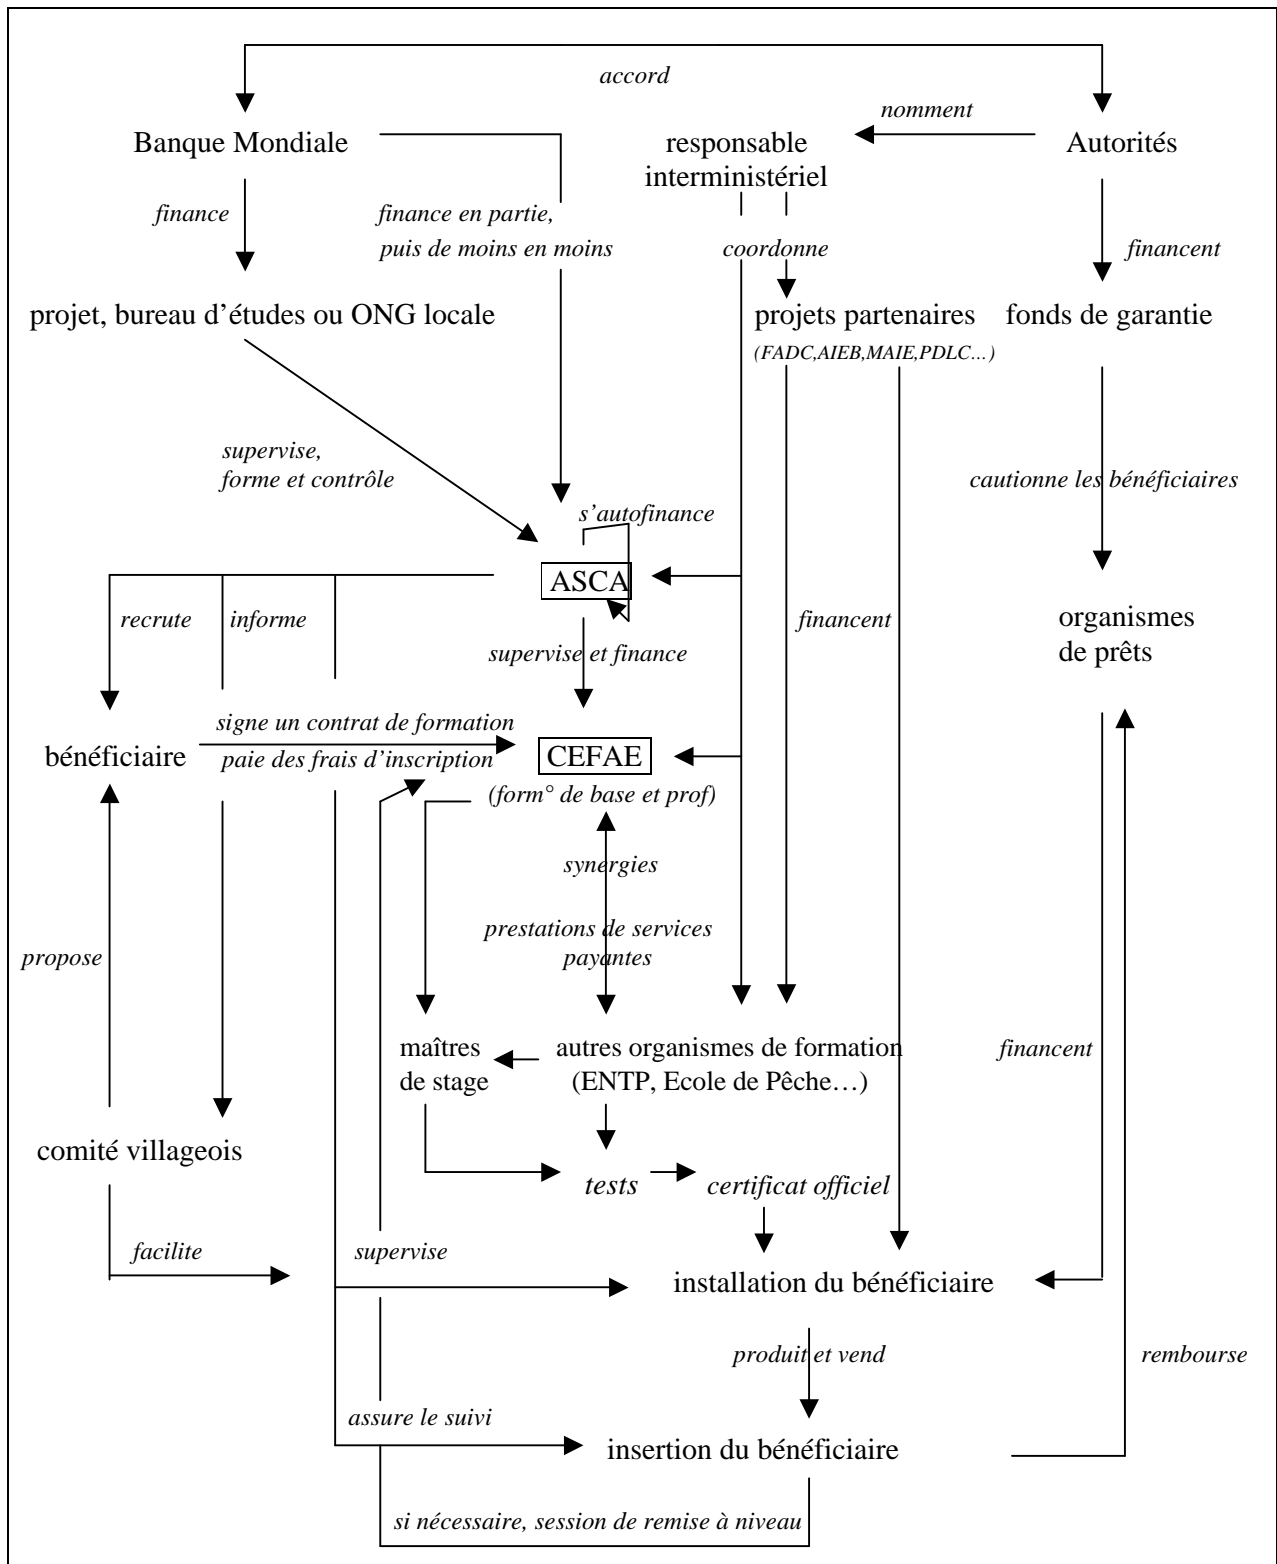 accord
nomment
Banque Mondiale
responsable
interministériel
Autorités
finance
finance en partie,
puis de moins en moins
coordonne
financent
projet, bureau d'études ou ONG locale
projets partenaires
fonds de garantie
(FADC,AIEB,MAIE,PDLC…)
supervise,
forme et contrôle
cautionne les bénéficiaires
s'autofinance
ASCA
recrute
informe
financent
organismes
de prêts
supervise et finance
signe un contrat de formation
bénéficiaire
paie des frais d'inscription
CEFAE
(form° de base et prof)
synergies
prestations de services
payantes
propose
maîtres
de stage
autres organismes de formation
(ENTP, Ecole de Pêche…)
financent
comité villageois
tests
certificat officiel
facilite
supervise
installation du bénéficiaire
produit et vend
rembourse
assure le suivi
insertion du bénéficiaire
si nécessaire, session de remise à niveau